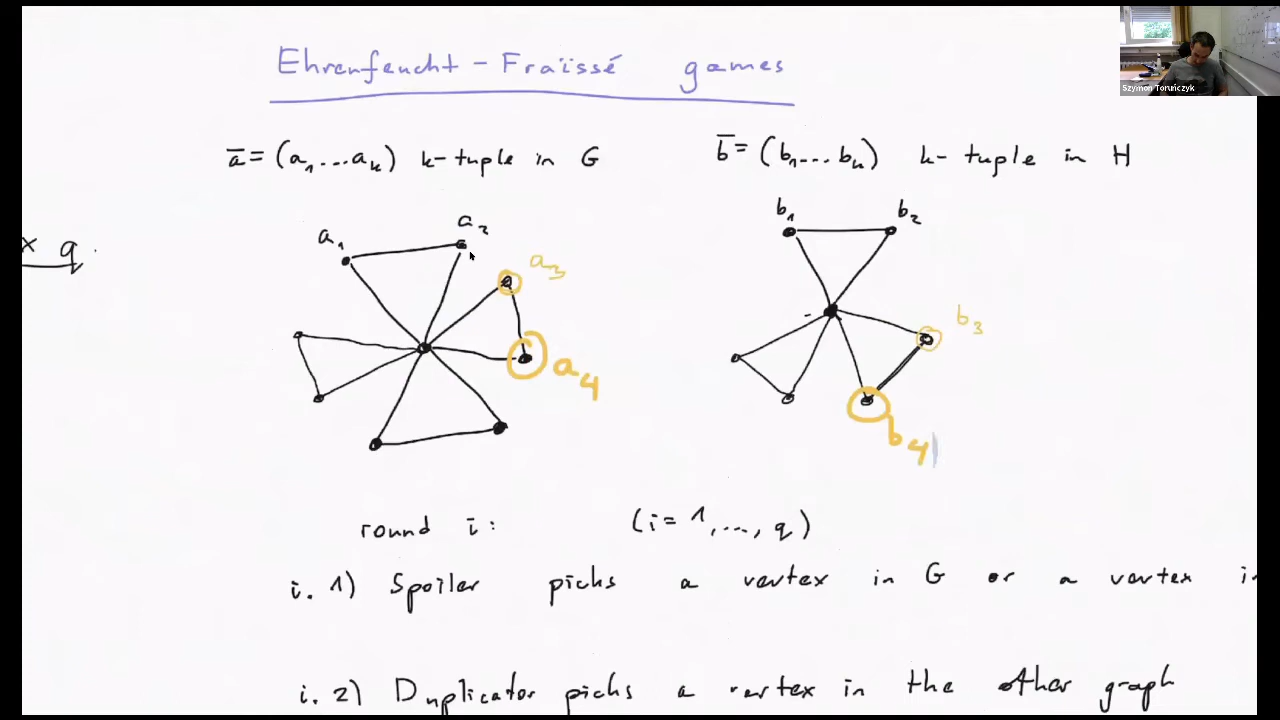 Ehrenfeucht - Fraïssé games
Szymon Toruńczyk
a̅ = (a₁ ... aₖ) k-tuple in G
b̅ = (b₁ ... bₖ) k-tuple in H
x q
a₁
a₂
a₃
a₄
b₁
b₂
b₃
b₄
round i: (i = 1, ..., q)
i. 1) Spoiler picks a vertex in G or a vertex in
i. 2) Duplicator picks a vertex in the other graph